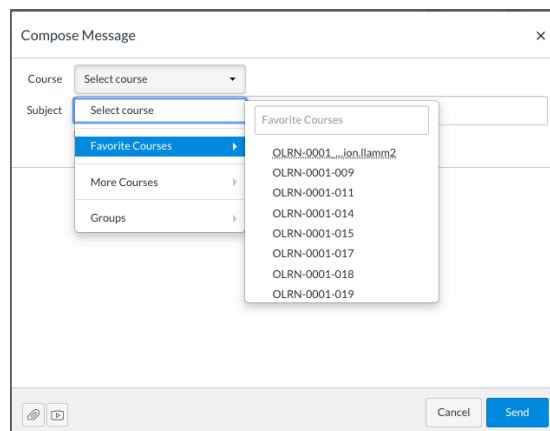 Compose Message
Course
Select course
Subject
Select course
Favorite Courses
More Courses
Groups
Favorite Courses
OLRN-0001_...ion.llamm2
OLRN-0001-009
OLRN-0001-011
OLRN-0001-014
OLRN-0001-015
OLRN-0001-017
OLRN-0001-018
OLRN-0001-019
Cancel
Send